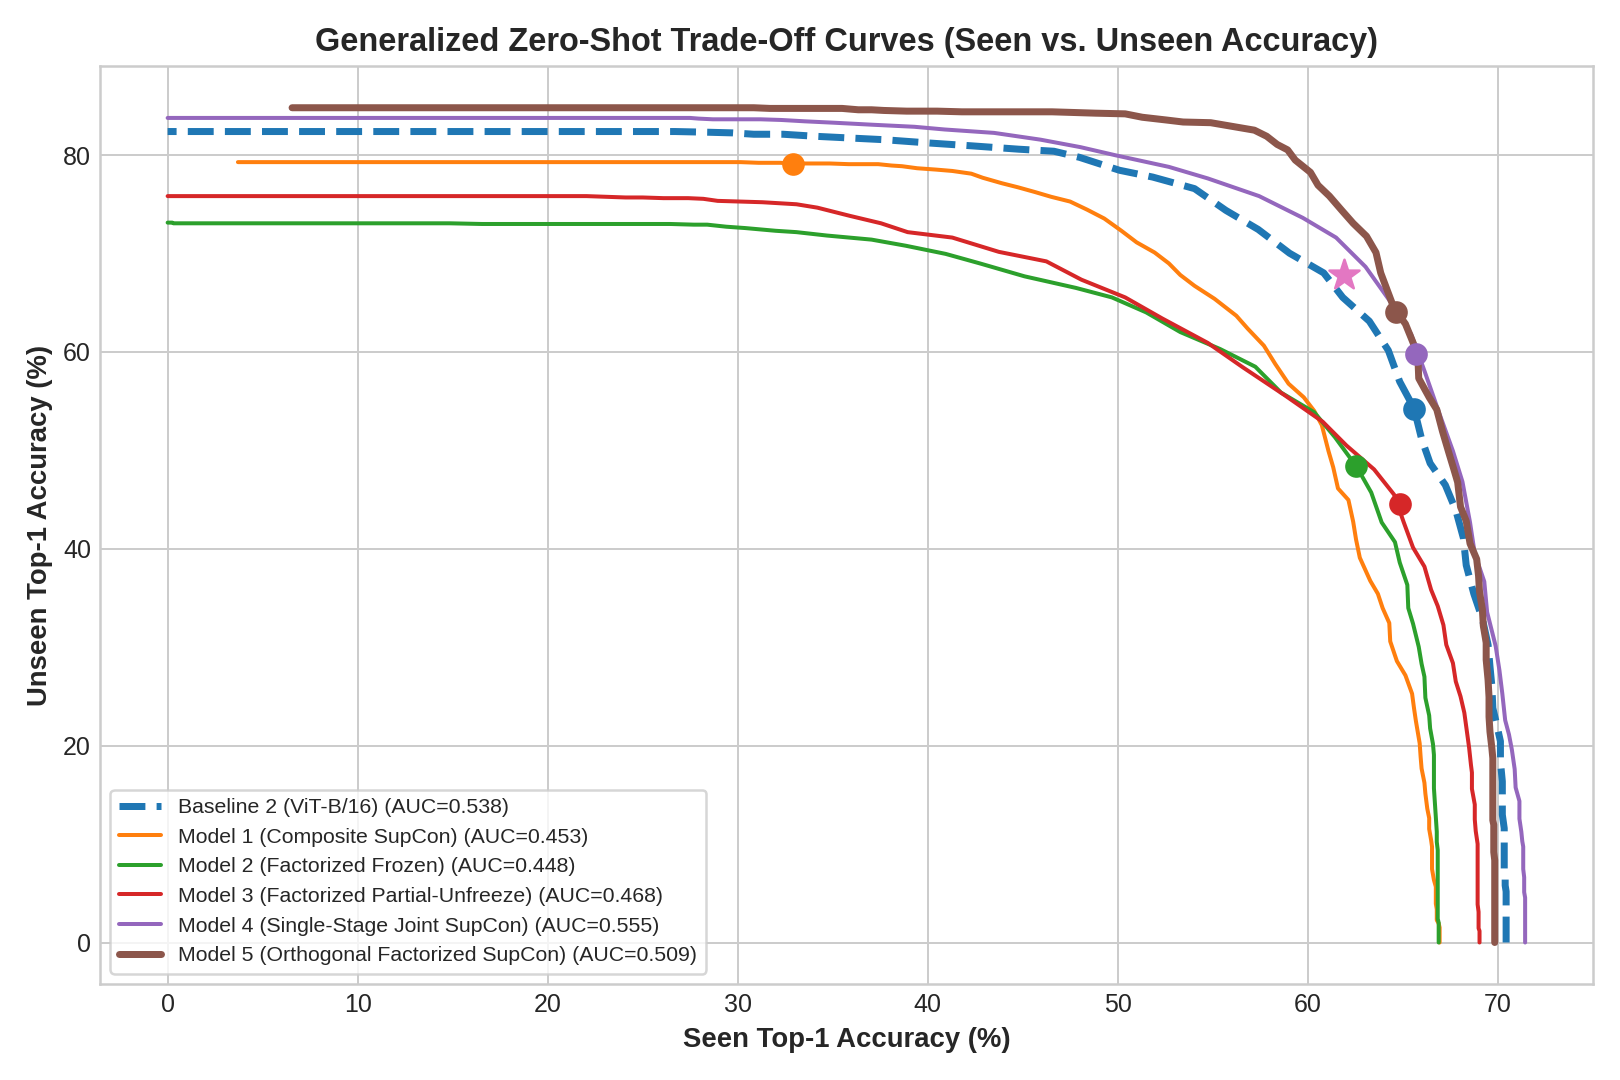 Generalized Zero-Shot Trade-Off Curves (Seen vs. Unseen Accuracy)
Unseen Top-1 Accuracy (%)
80
60
40
20
0
Baseline 2 (ViT-B/16) (AUC=0.538)
Model 1 (Composite SupCon) (AUC=0.453)
Model 2 (Factorized Frozen) (AUC=0.448)
Model 3 (Factorized Partial-Unfreeze) (AUC=0.468)
Model 4 (Single-Stage Joint SupCon) (AUC=0.555)
Model 5 (Orthogonal Factorized SupCon) (AUC=0.509)
0 10 20 30 40 50 60 70
Seen Top-1 Accuracy (%)